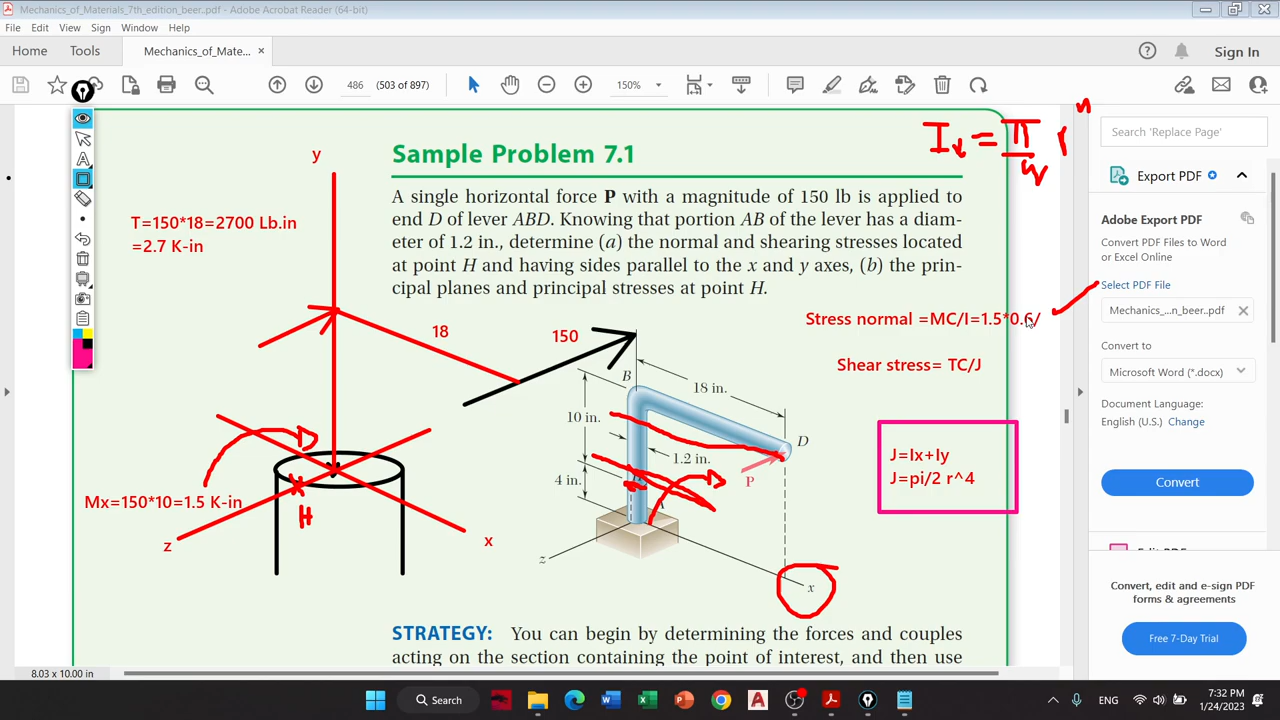 Mechanics_of_Materials_7th_edition_beer..pdf - Adobe Acrobat Reader (64-bit)
File Edit View Sign Window Help
Home Tools Mechanics_of_Mate... × Sign In
486 (503 of 897) 150%
Sample Problem 7.1
A single horizontal force P with a magnitude of 150 lb is applied to
end D of lever ABD. Knowing that portion AB of the lever has a diam-
eter of 1.2 in., determine (a) the normal and shearing stresses located
at point H and having sides parallel to the x and y axes, (b) the prin-
cipal planes and principal stresses at point H.
y
T=150*18=2700 Lb.in
=2.7 K-in
18
150
Mx=150*10=1.5 K-in
H
z
x
B
18 in.
10 in.
D
1.2 in.
4 in.
P
A
z
x
Stress normal =MC/I=1.5*0.6/
Shear stress= TC/J
J=Ix+Iy
J=pi/2 r^4
STRATEGY: You can begin by determining the forces and couples
acting on the section containing the point of interest, and then use
8.03 x 10.00 in
Search 'Replace Page'
Export PDF
Adobe Export PDF
Convert PDF Files to Word
or Excel Online
Select PDF File
Mechanics_...n_beer..pdf
Convert to
Microsoft Word (*.docx)
Document Language:
English (U.S.) Change
Convert
Convert, edit and e-sign PDF
forms & agreements
Free 7-Day Trial
Search
ENG
7:32 PM
1/24/2023